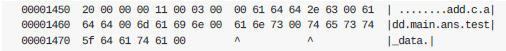 00001450 20 00 00 00 11 00 03 00 00 61 64 64 2e 63 00 61 | ........add.c.a|
00001460 64 64 00 6d 61 69 6e 00 61 6e 73 00 74 65 73 74 |dd.main.ans.test|
00001470 5f 64 61 74 61 00 ^ ^ |_data.|